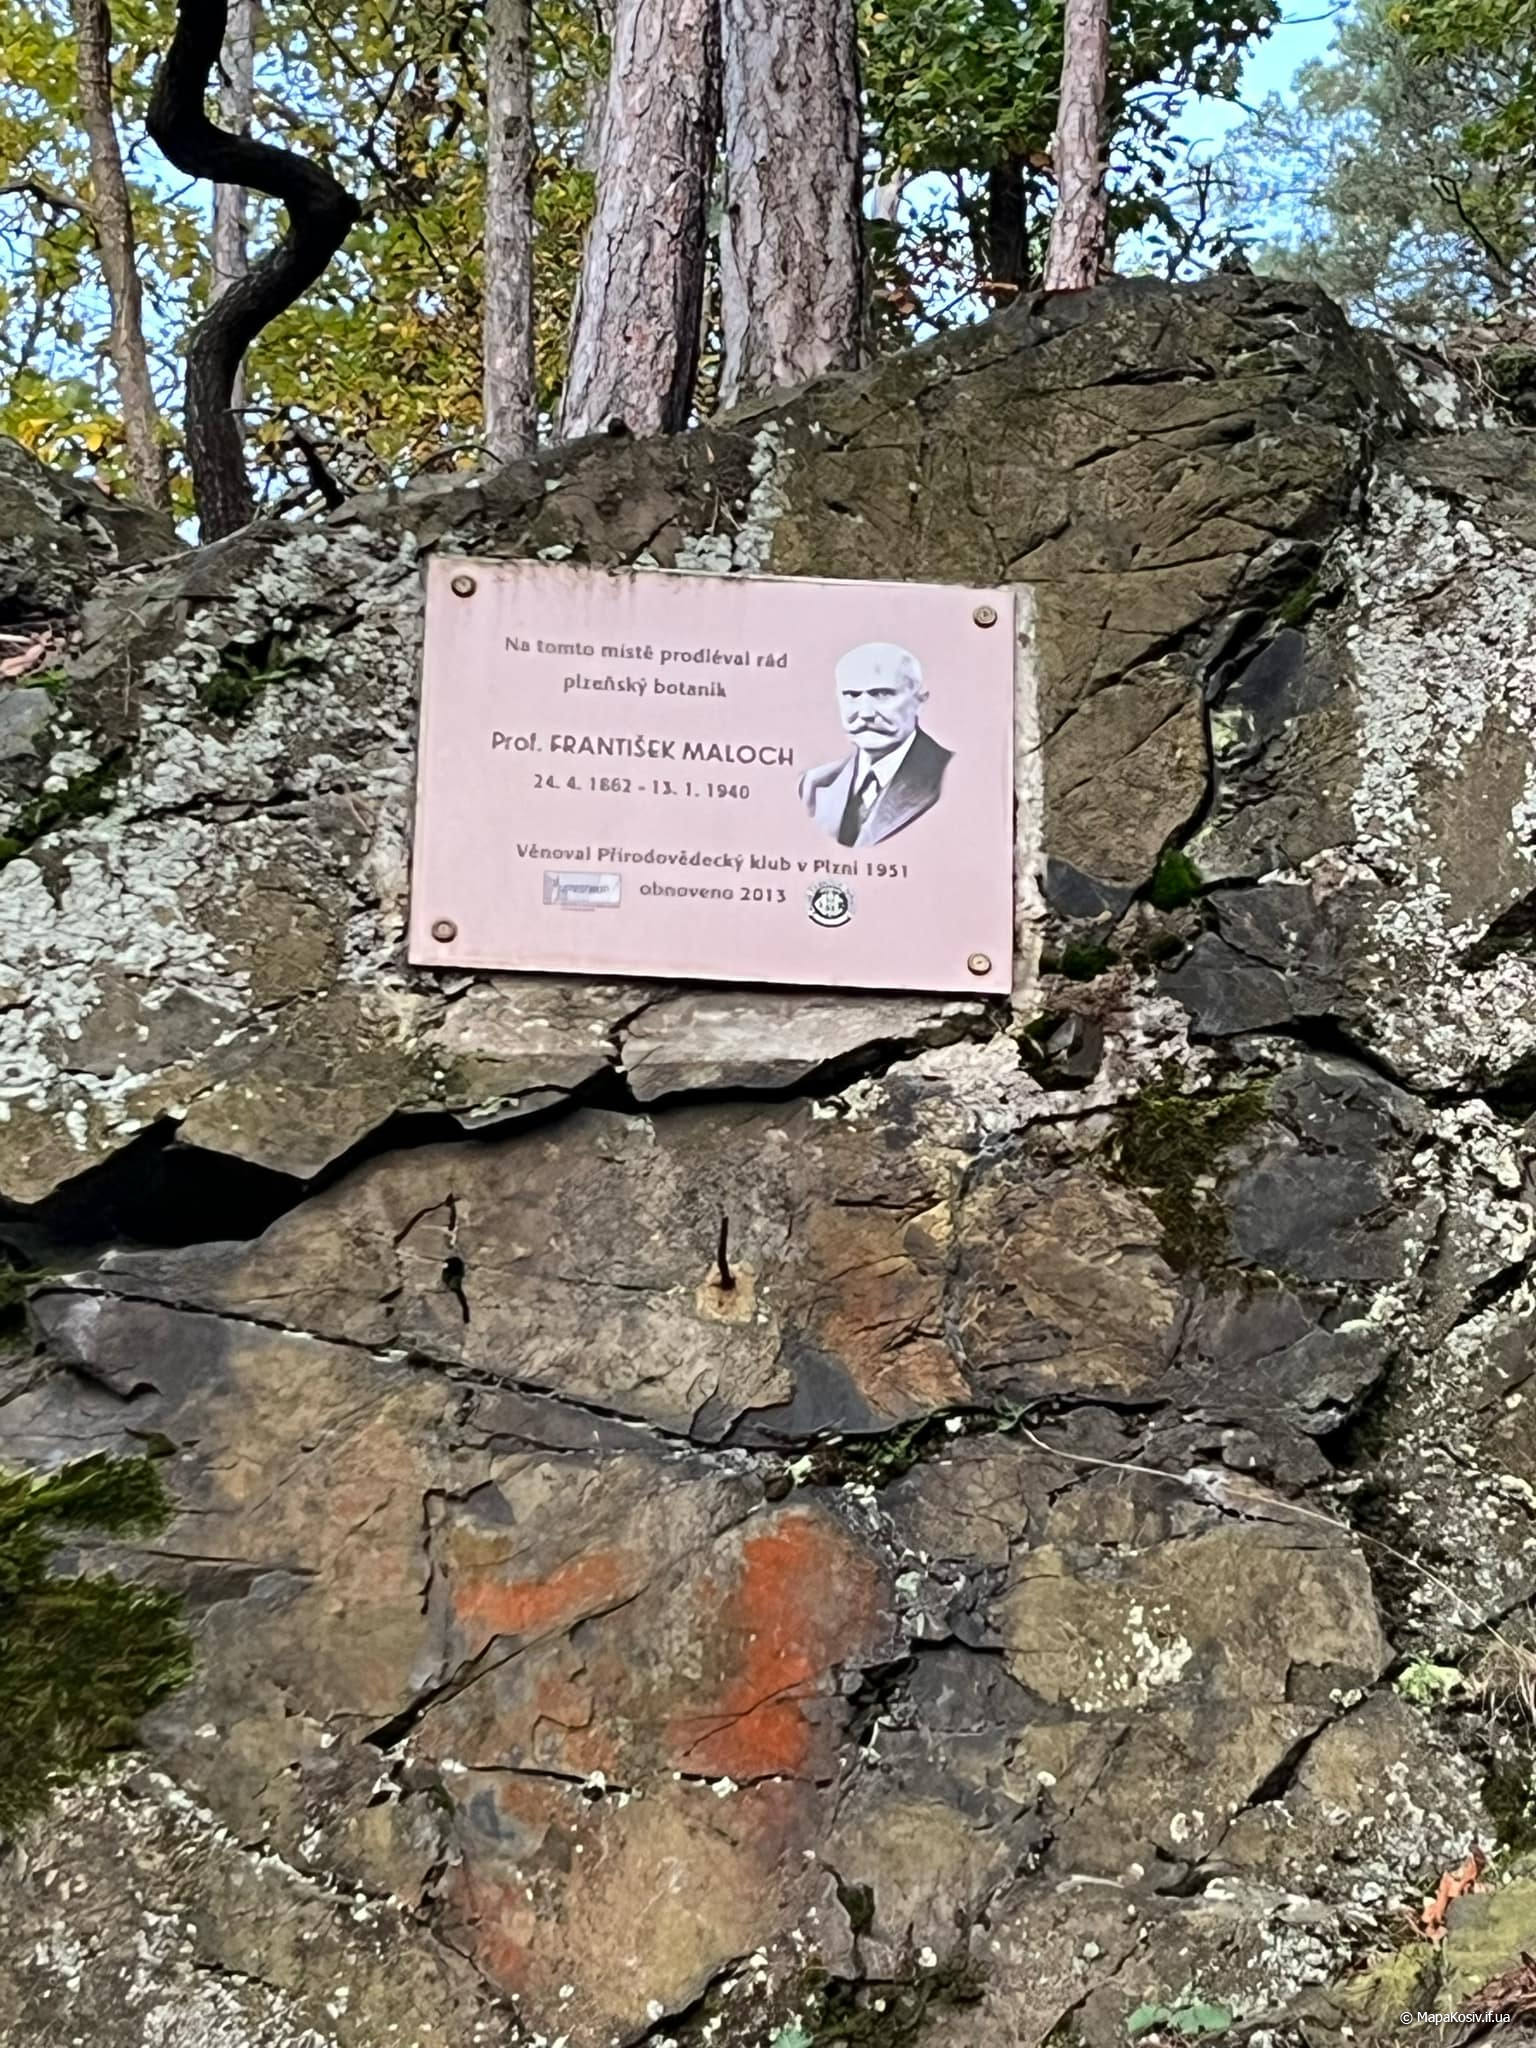 Na tomto místě prodléval rád
plzeňský botanik
Prof. FRANTIŠEK MALOCH
24. 4. 1862 - 13. 1. 1940
Věnoval Přírodovědecký klub v Plzni 1951
obnoveno 2013
© MapaKosiv.if.ua